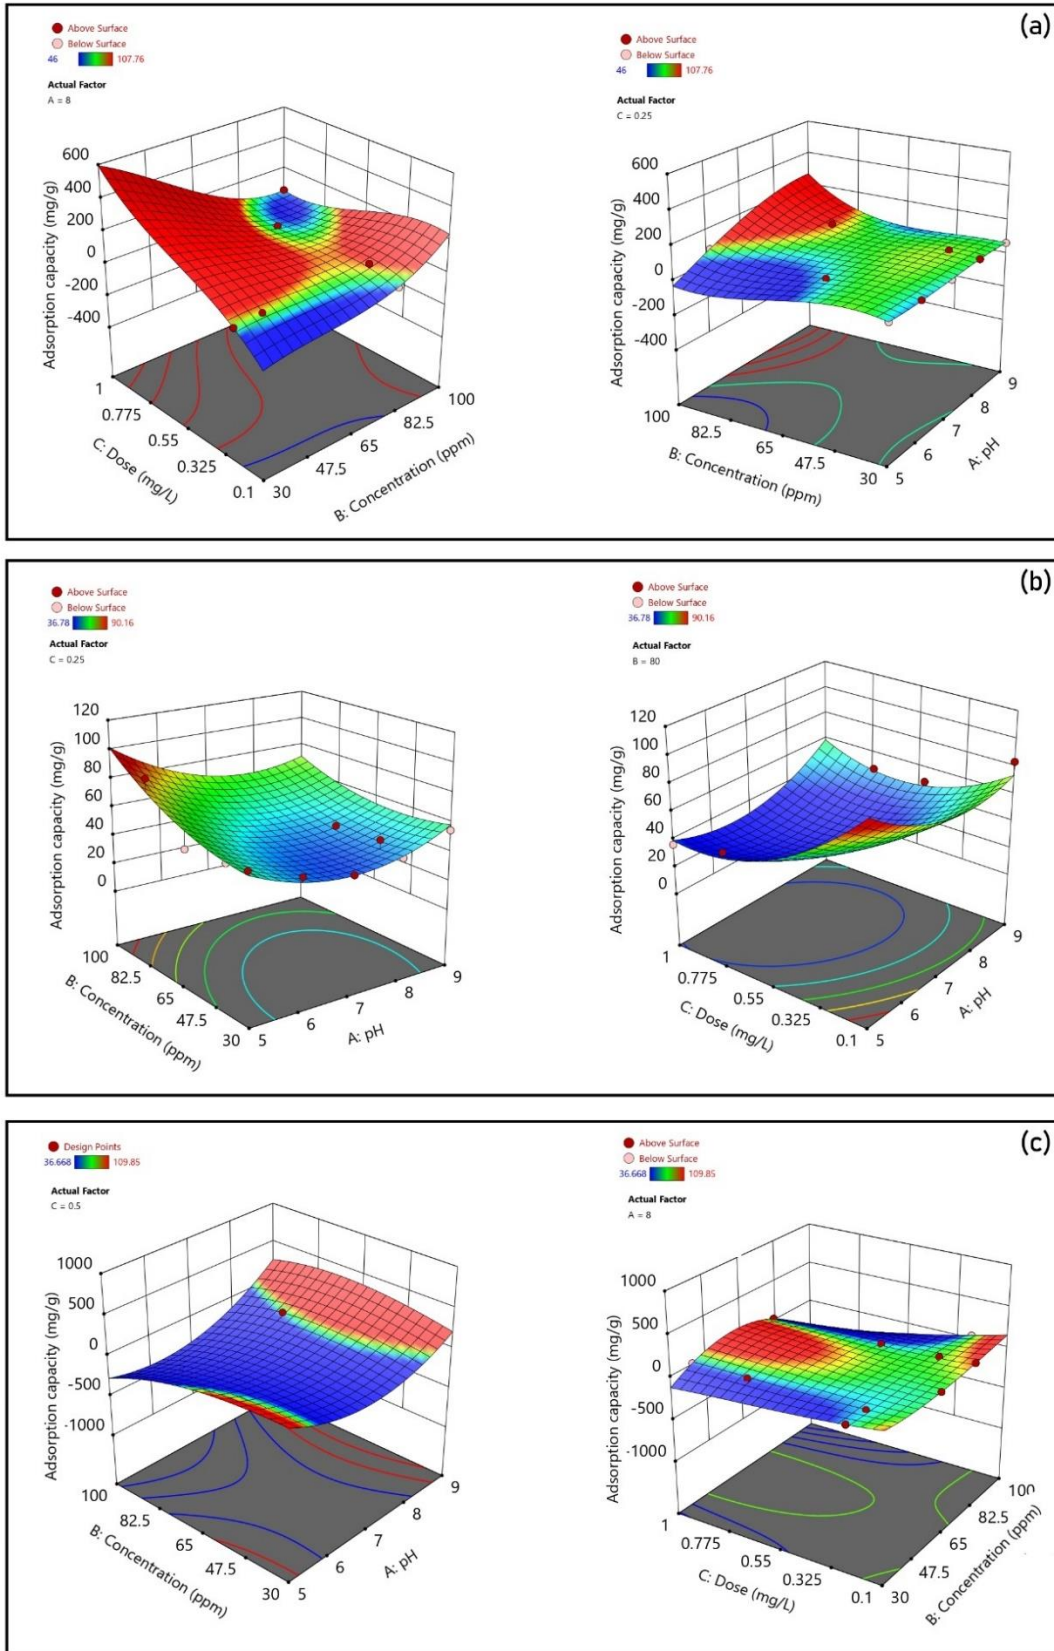 (a)
Above Surface
Below Surface
46 107.76
Actual Factor
A = 8
600
400
200
0
-200
-400
Adsorption capacity (mg/g)
1
0.775
0.55
0.325
0.1
C: Dose (mg/L)
30
47.5
65
82.5
100
B: Concentration (ppm)
Above Surface
Below Surface
46 107.76
Actual Factor
C = 0.25
600
400
200
0
-200
-400
Adsorption capacity (mg/g)
100
82.5
65
47.5
30
B: Concentration (ppm)
5
6
7
8
9
A: pH
(b)
Above Surface
Below Surface
36.78 90.16
Actual Factor
C = 0.25
120
100
80
60
40
20
0
Adsorption capacity (mg/g)
100
82.5
65
47.5
30
B: Concentration (ppm)
5
6
7
8
9
A: pH
Above Surface
Below Surface
36.78 90.16
Actual Factor
B = 80
120
100
80
60
40
20
0
Adsorption capacity (mg/g)
1
0.775
0.55
0.325
0.1
C: Dose (mg/L)
5
6
7
8
9
A: pH
(c)
Design Points
36.668 109.85
Actual Factor
C = 0.5
1000
500
0
-500
-1000
Adsorption capacity (mg/g)
100
82.5
65
47.5
30
B: Concentration (ppm)
5
6
7
8
9
A: pH
Above Surface
Below Surface
36.668 109.85
Actual Factor
A = 8
1000
500
0
-500
-1000
Adsorption capacity (mg/g)
1
0.775
0.55
0.325
0.1
C: Dose (mg/L)
30
47.5
65
82.5
100
B: Concentration (ppm)